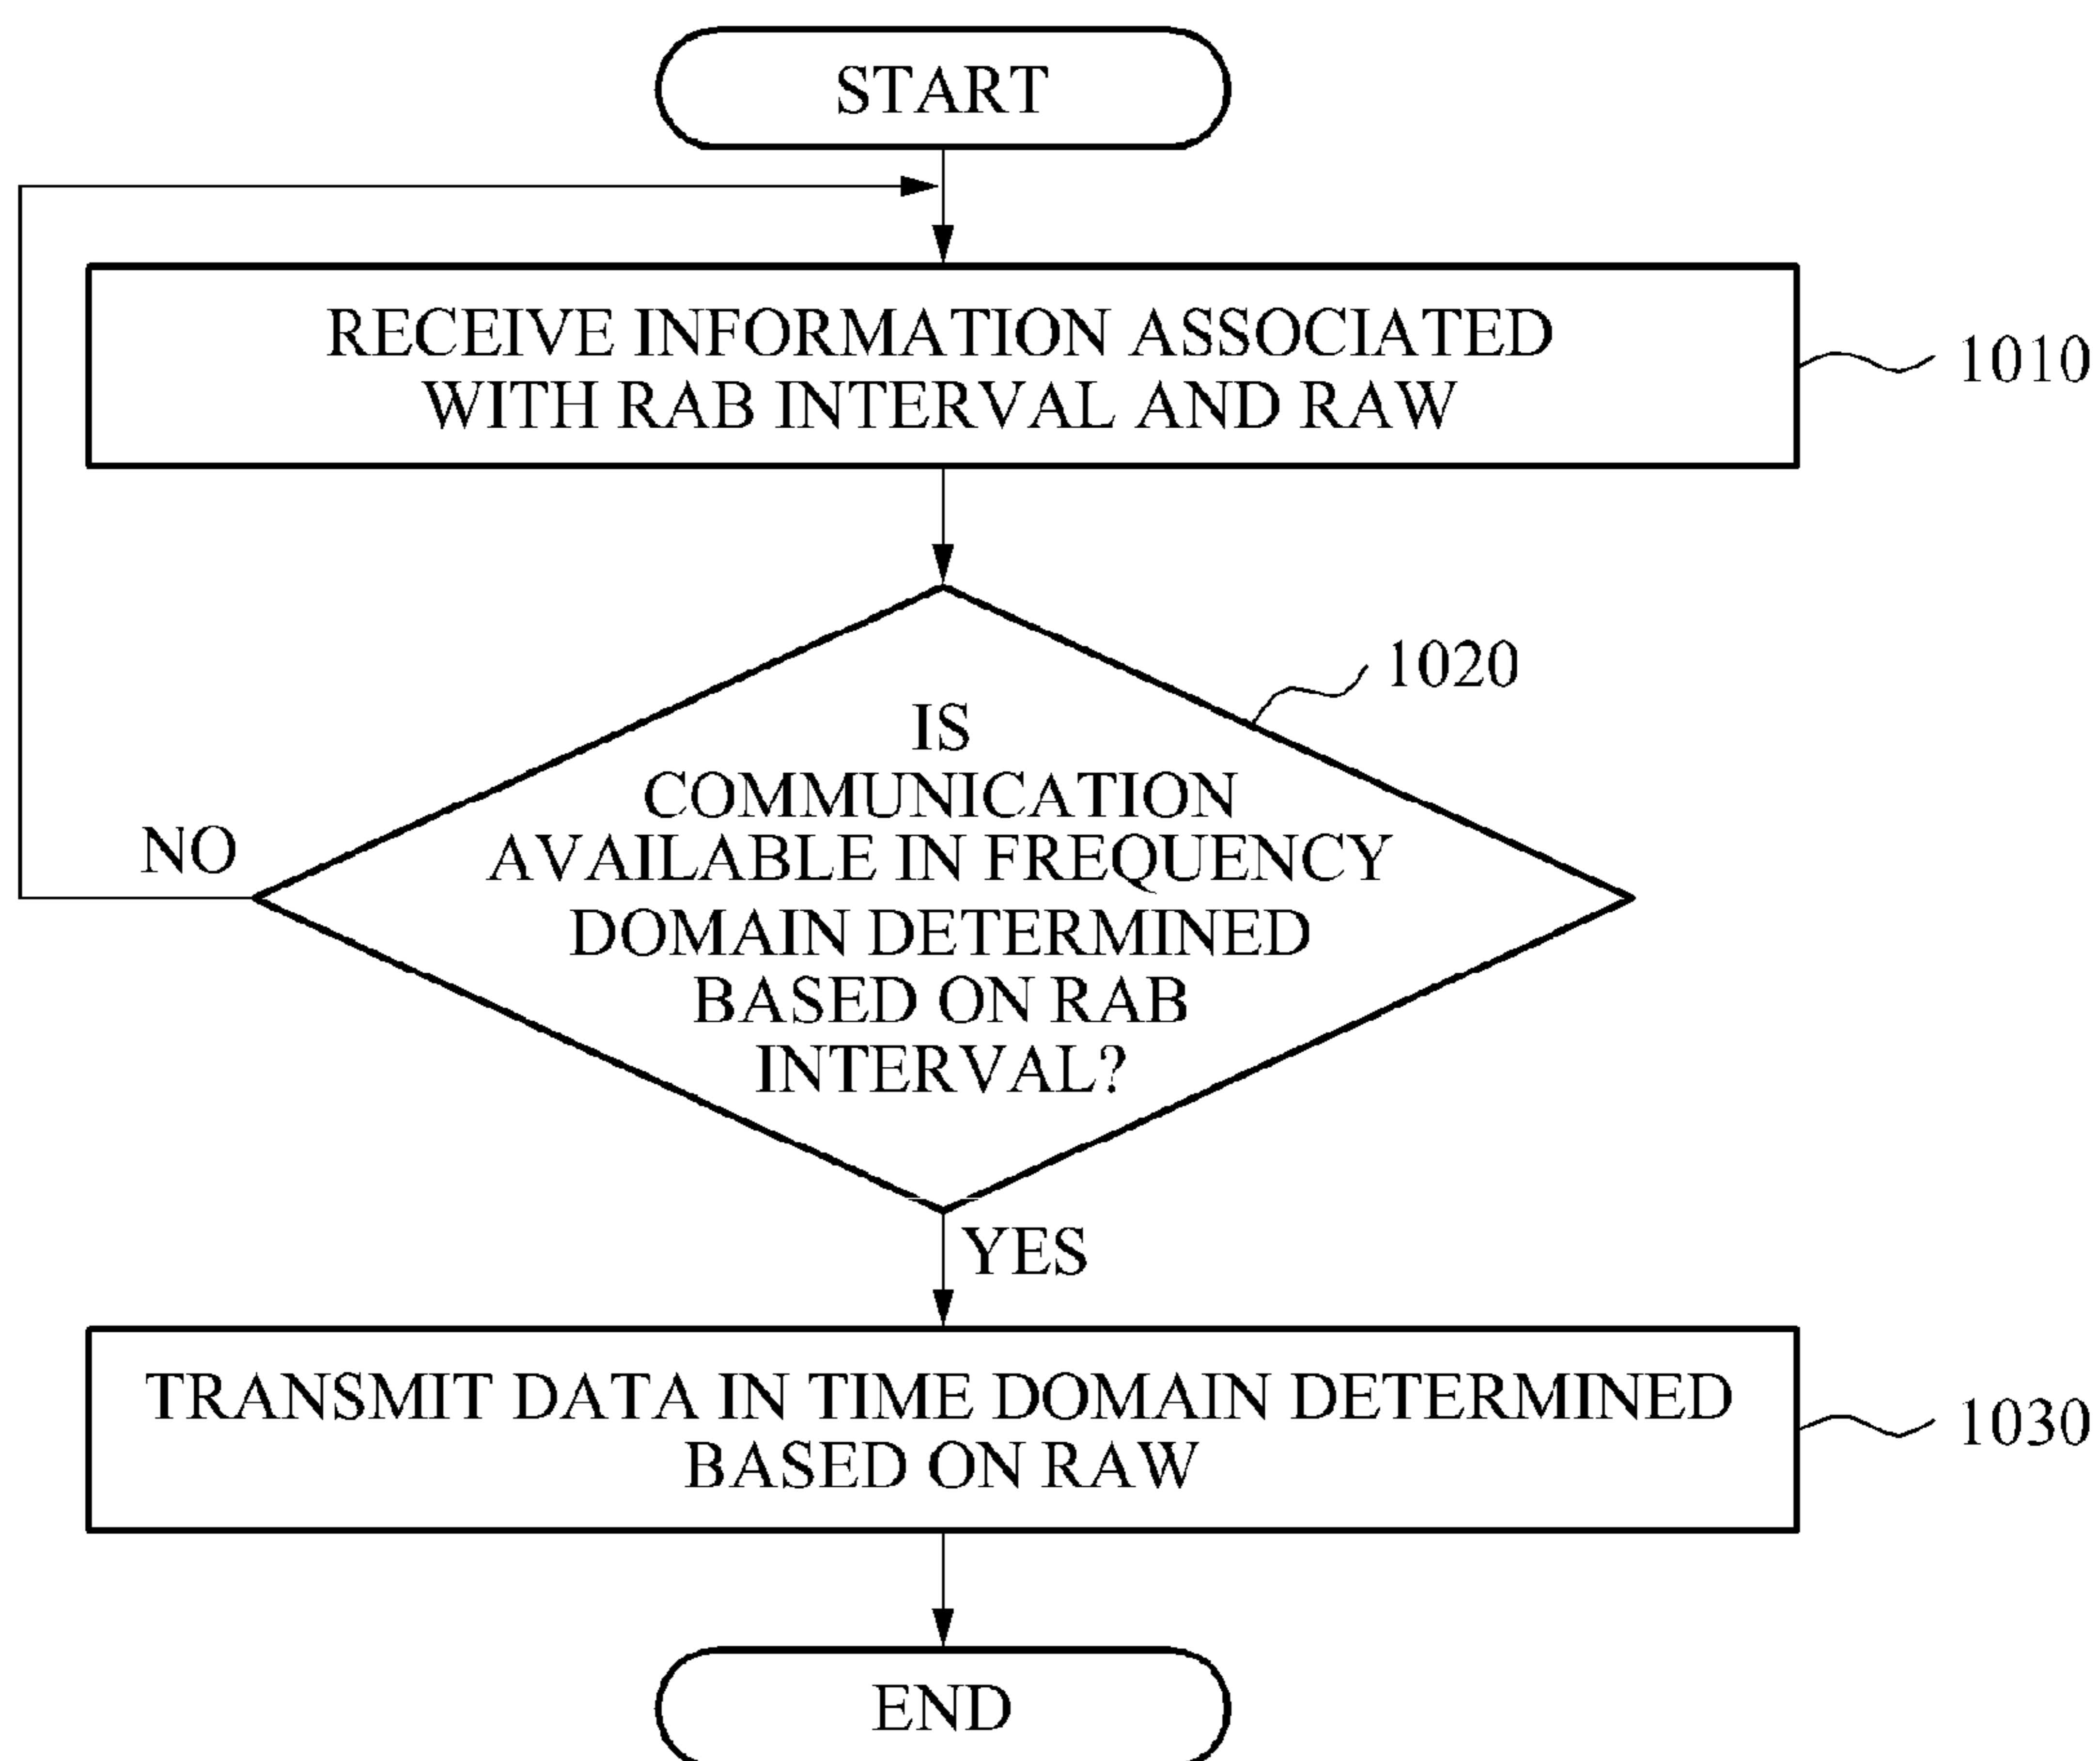 START
RECEIVE INFORMATION ASSOCIATED
WITH RAB INTERVAL AND RAW
1010
1020
IS
COMMUNICATION
AVAILABLE IN FREQUENCY
DOMAIN DETERMINED
BASED ON RAB
INTERVAL?
NO
YES
TRANSMIT DATA IN TIME DOMAIN DETERMINED
BASED ON RAW
1030
END